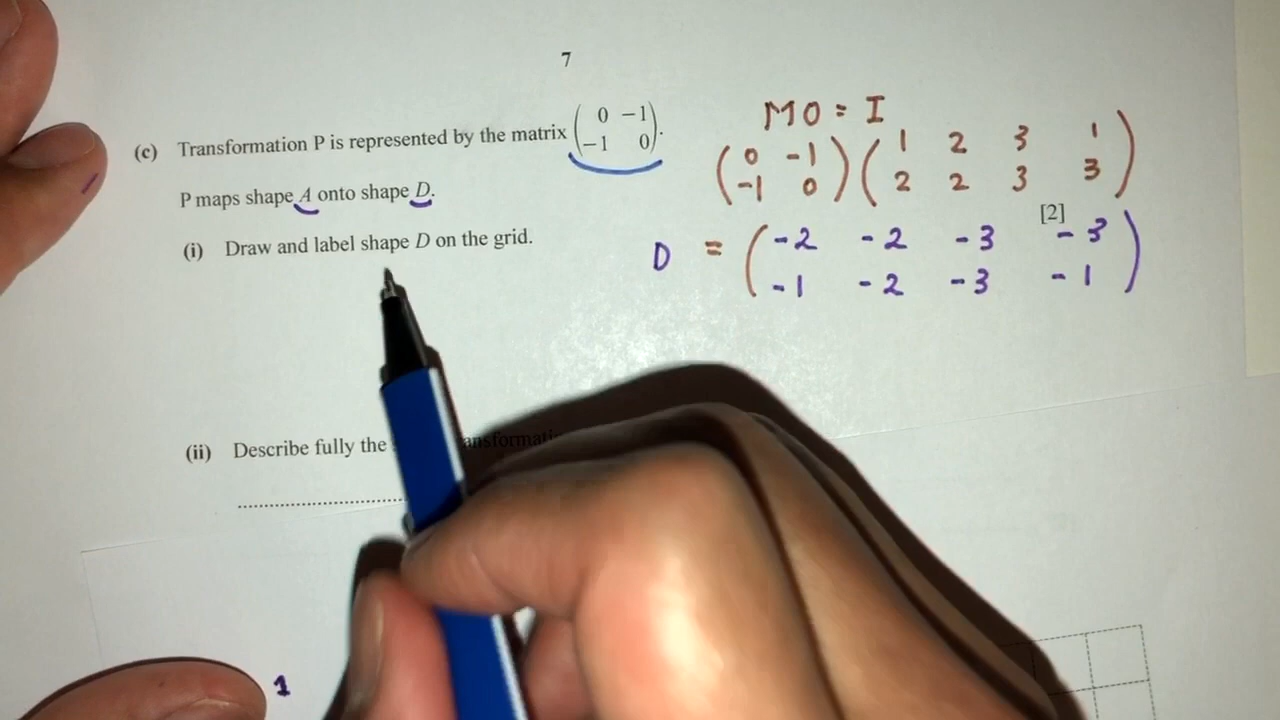 7
(c) Transformation P is represented by the matrix ( 0 −1
−1 0 ).
P maps shape A onto shape D.
(i) Draw and label shape D on the grid.
[2]
(ii) Describe fully the
MO = I
( 0 -1
-1 0 ) ( 1 2 3 1
2 2 3 3 )
D = ( -2 -2 -3 -3
-1 -2 -3 -1 )
1